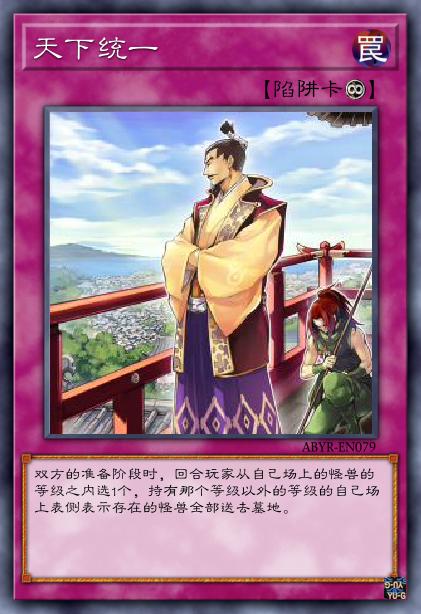 天下统一
罠
【陷阱卡♾】
ABYR-EN079
双方的准备阶段时，回合玩家从自己场上的怪兽的
等级之内选1个，持有那个等级以外的等级的自己场
上表侧表示存在的怪兽全部送去墓地。